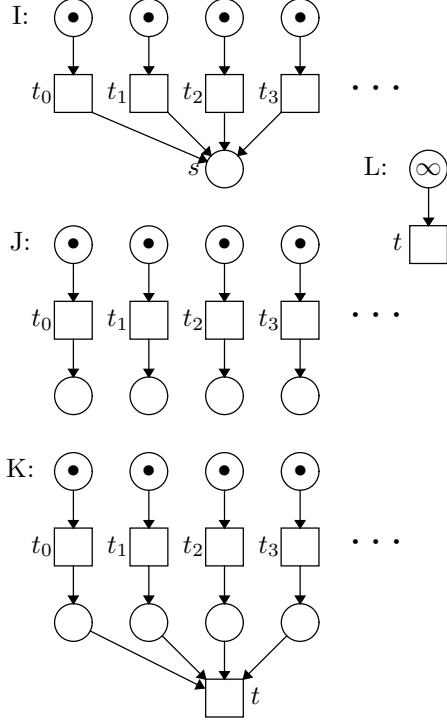 I:
t₀ t₁ t₂ t₃ ...
s
L: ∞
J:
t
t₀ t₁ t₂ t₃ ...
K:
t₀ t₁ t₂ t₃ ...
t